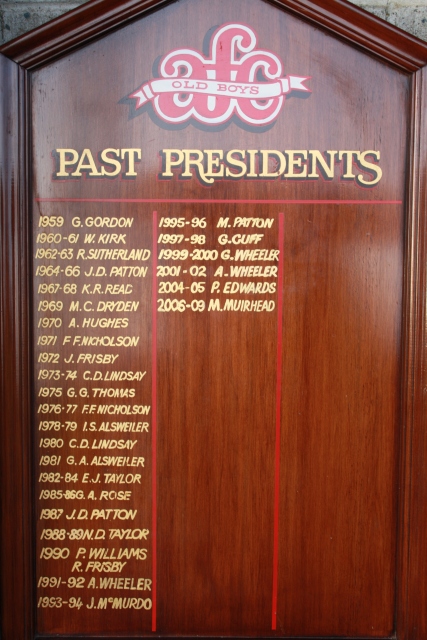 afc
OLD BOYS
PAST PRESIDENTS
1959 G. GORDON
1960-61 W. KIRK
1962-63 R. SUTHERLAND
1964-66 J.D. PATTON
1967-68 K.R. READ
1969 M.C. DRYDEN
1970 A. HUGHES
1971 F F. NICHOLSON
1972 J. FRISBY
1973-74 C.D. LINDSAY
1975 G.G. THOMAS
1976-77 F.F. NICHOLSON
1978-79 I.S. ALSWEILER
1980 C.D. LINDSAY
1981 G.A. ALSWEILER
1982-84 E.J. TAYLOR
1985-86 G.A. ROSE
1987 J.D. PATTON
1988-89 N.D. TAYLOR
1990 P. WILLIAMS
R. FRISBY
1991-92 A. WHEELER
1993-94 J. McMURDO
1995-96 M. PATTON
1997-98 G. CUFF
1999-2000 G. WHEELER
2001-02 A. WHEELER
2004-05 P. EDWARDS
2006-09 M. MUIRHEAD